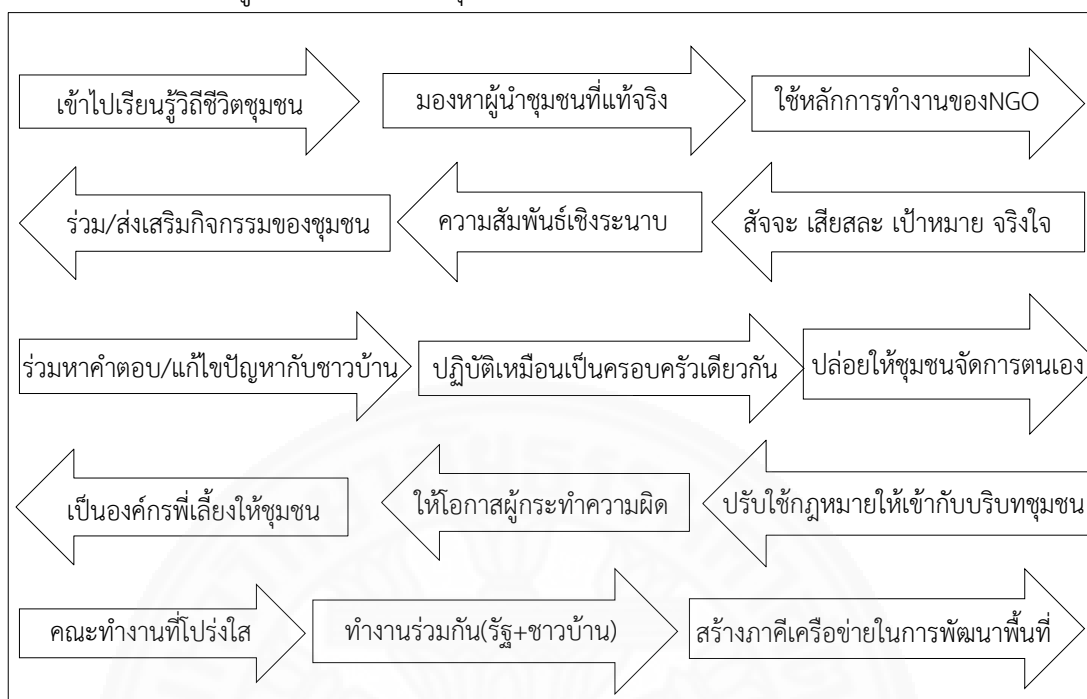 เข้าไปเรียนรู้วิถีชีวิตชุมชน
มองหาผู้นำชุมชนที่แท้จริง
ใช้หลักการทำงานของNGO
ร่วม/ส่งเสริมกิจกรรมของชุมชน
ความสัมพันธ์เชิงระนาบ
สัจจะ เสียสละ เป้าหมาย จริงใจ
ร่วมหาคำตอบ/แก้ไขปัญหากับชาวบ้าน
ปฏิบัติเหมือนเป็นครอบครัวเดียวกัน
ปล่อยให้ชุมชนจัดการตนเอง
เป็นองค์กรพี่เลี้ยงให้ชุมชน
ให้โอกาสผู้กระทำความผิด
ปรับใช้กฎหมายให้เข้ากับบริบทชุมชน
คณะทำงานที่โปร่งใส
ทำงานร่วมกัน(รัฐ+ชาวบ้าน)
สร้างภาคีเครือข่ายในการพัฒนาพื้นที่